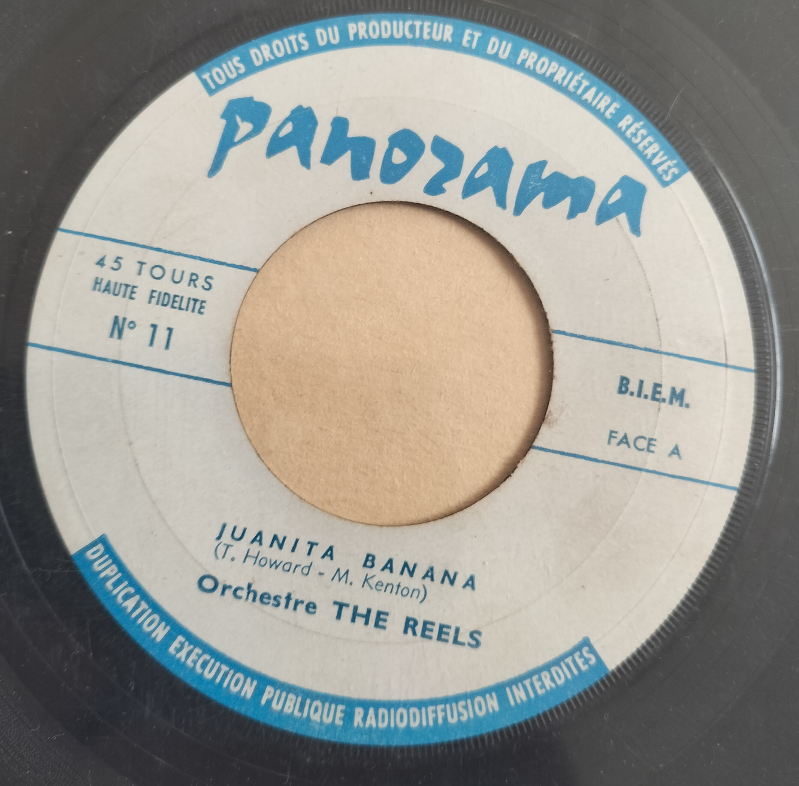 TOUS DROITS DU PRODUCTEUR ET DU PROPRIÉTAIRE RÉSERVÉS
panorama
45 TOURS
HAUTE FIDELITE
N° 11
B.I.E.M.
FACE A
JUANITA BANANA
(T. Howard - M. Kenton)
Orchestre THE REELS
DUPLICATION EXECUTION PUBLIQUE RADIODIFFUSION INTERDITES